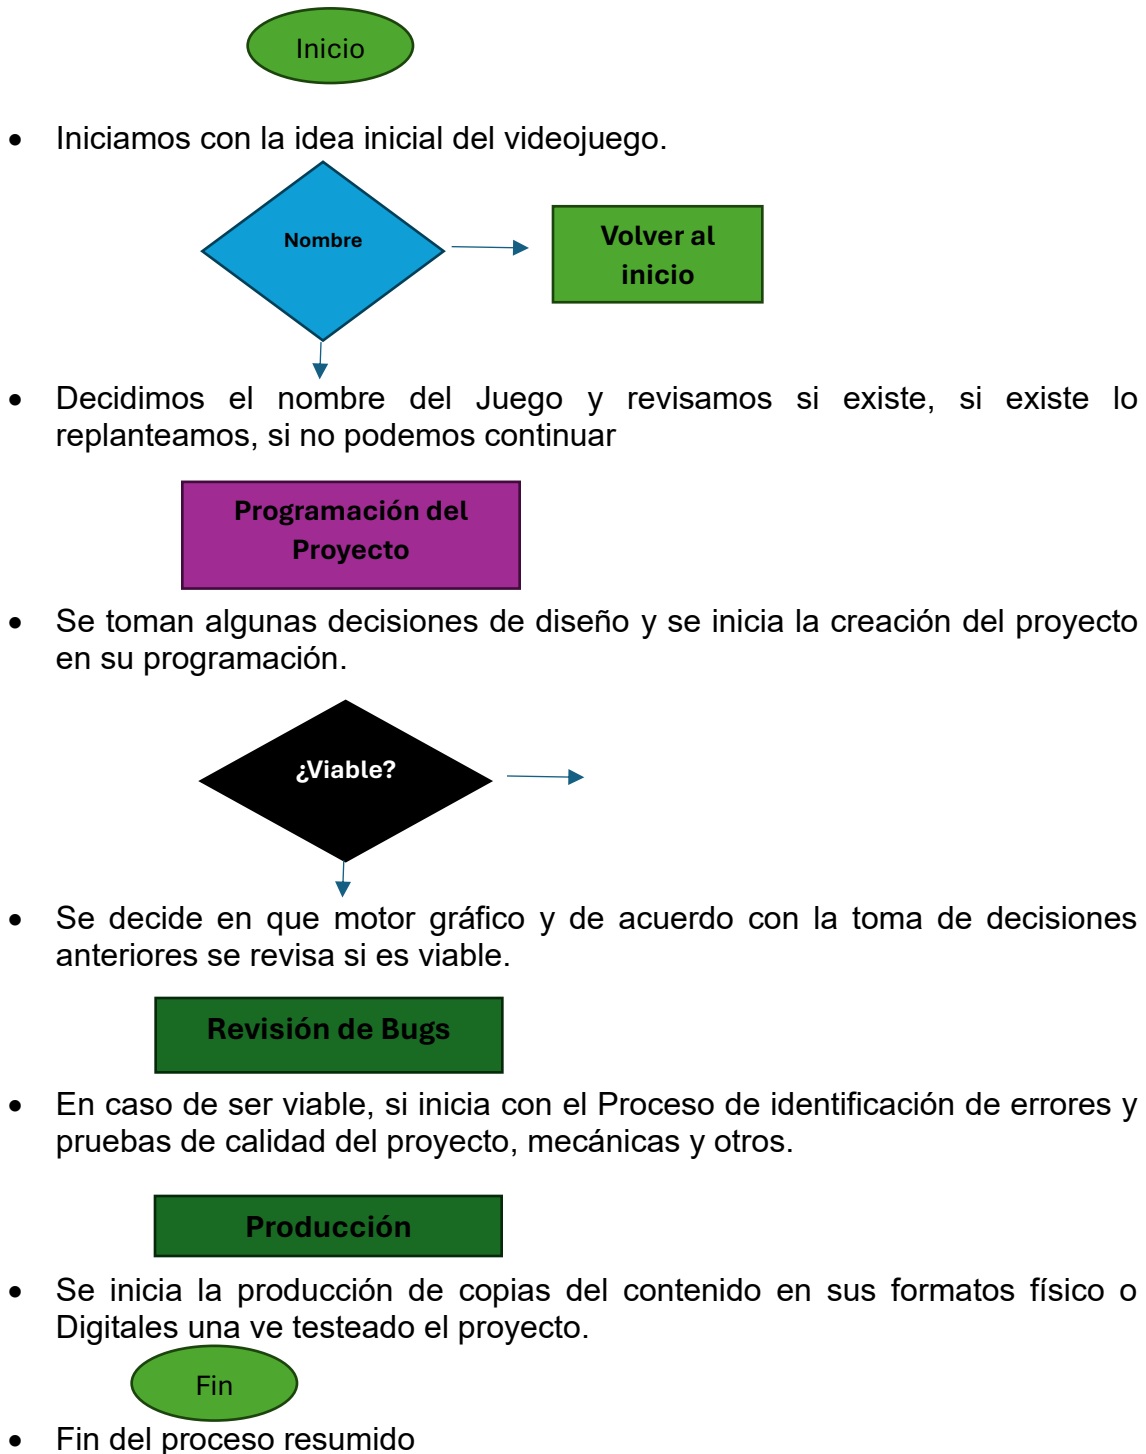 Inicio
• Iniciamos con la idea inicial del videojuego.
Nombre
Volver al
inicio
• Decidimos el nombre del Juego y revisamos si existe, si existe lo
replanteamos, si no podemos continuar
Programación del
Proyecto
• Se toman algunas decisiones de diseño y se inicia la creación del proyecto
en su programación.
¿Viable?
• Se decide en que motor gráfico y de acuerdo con la toma de decisiones
anteriores se revisa si es viable.
Revisión de Bugs
• En caso de ser viable, si inicia con el Proceso de identificación de errores y
pruebas de calidad del proyecto, mecánicas y otros.
Producción
• Se inicia la producción de copias del contenido en sus formatos físico o
Digitales una ve testeado el proyecto.
Fin
• Fin del proceso resumido